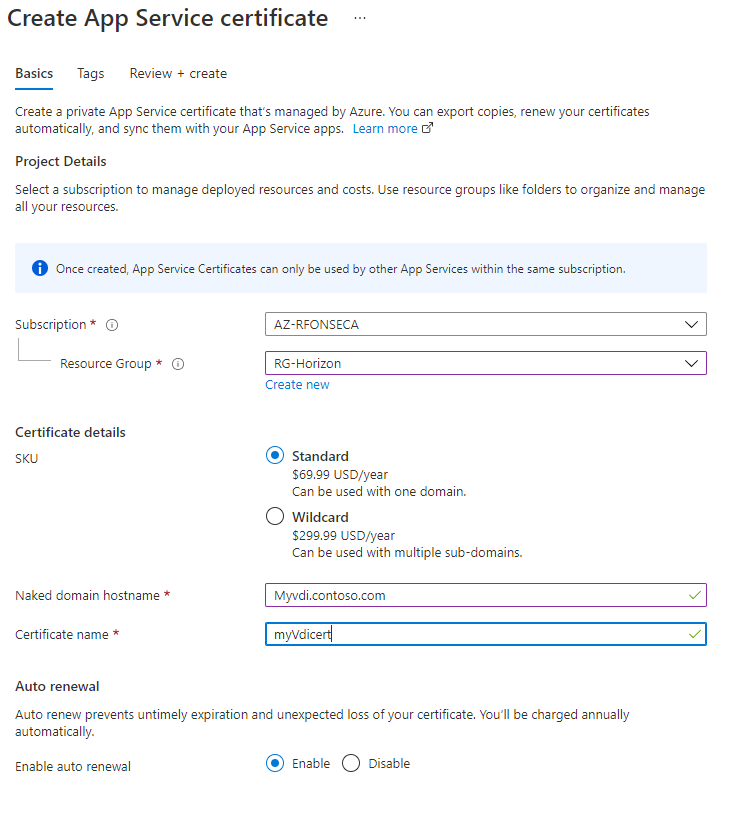 Create App Service certificate ...
Basics Tags Review + create
Create a private App Service certificate that's managed by Azure. You can export copies, renew your certificates
automatically, and sync them with your App Service apps. Learn more
Project Details
Select a subscription to manage deployed resources and costs. Use resource groups like folders to organize and manage
all your resources.
Once created, App Service Certificates can only be used by other App Services within the same subscription.
Subscription * AZ-RFONSECA
Resource Group * RG-Horizon
Create new
Certificate details
SKU
Standard
$69.99 USD/year
Can be used with one domain.
Wildcard
$299.99 USD/year
Can be used with multiple sub-domains.
Naked domain hostname * Myvdi.contoso.com
Certificate name * myVdicert
Auto renewal
Auto renew prevents untimely expiration and unexpected loss of your certificate. You'll be charged annually
automatically.
Enable auto renewal Enable Disable